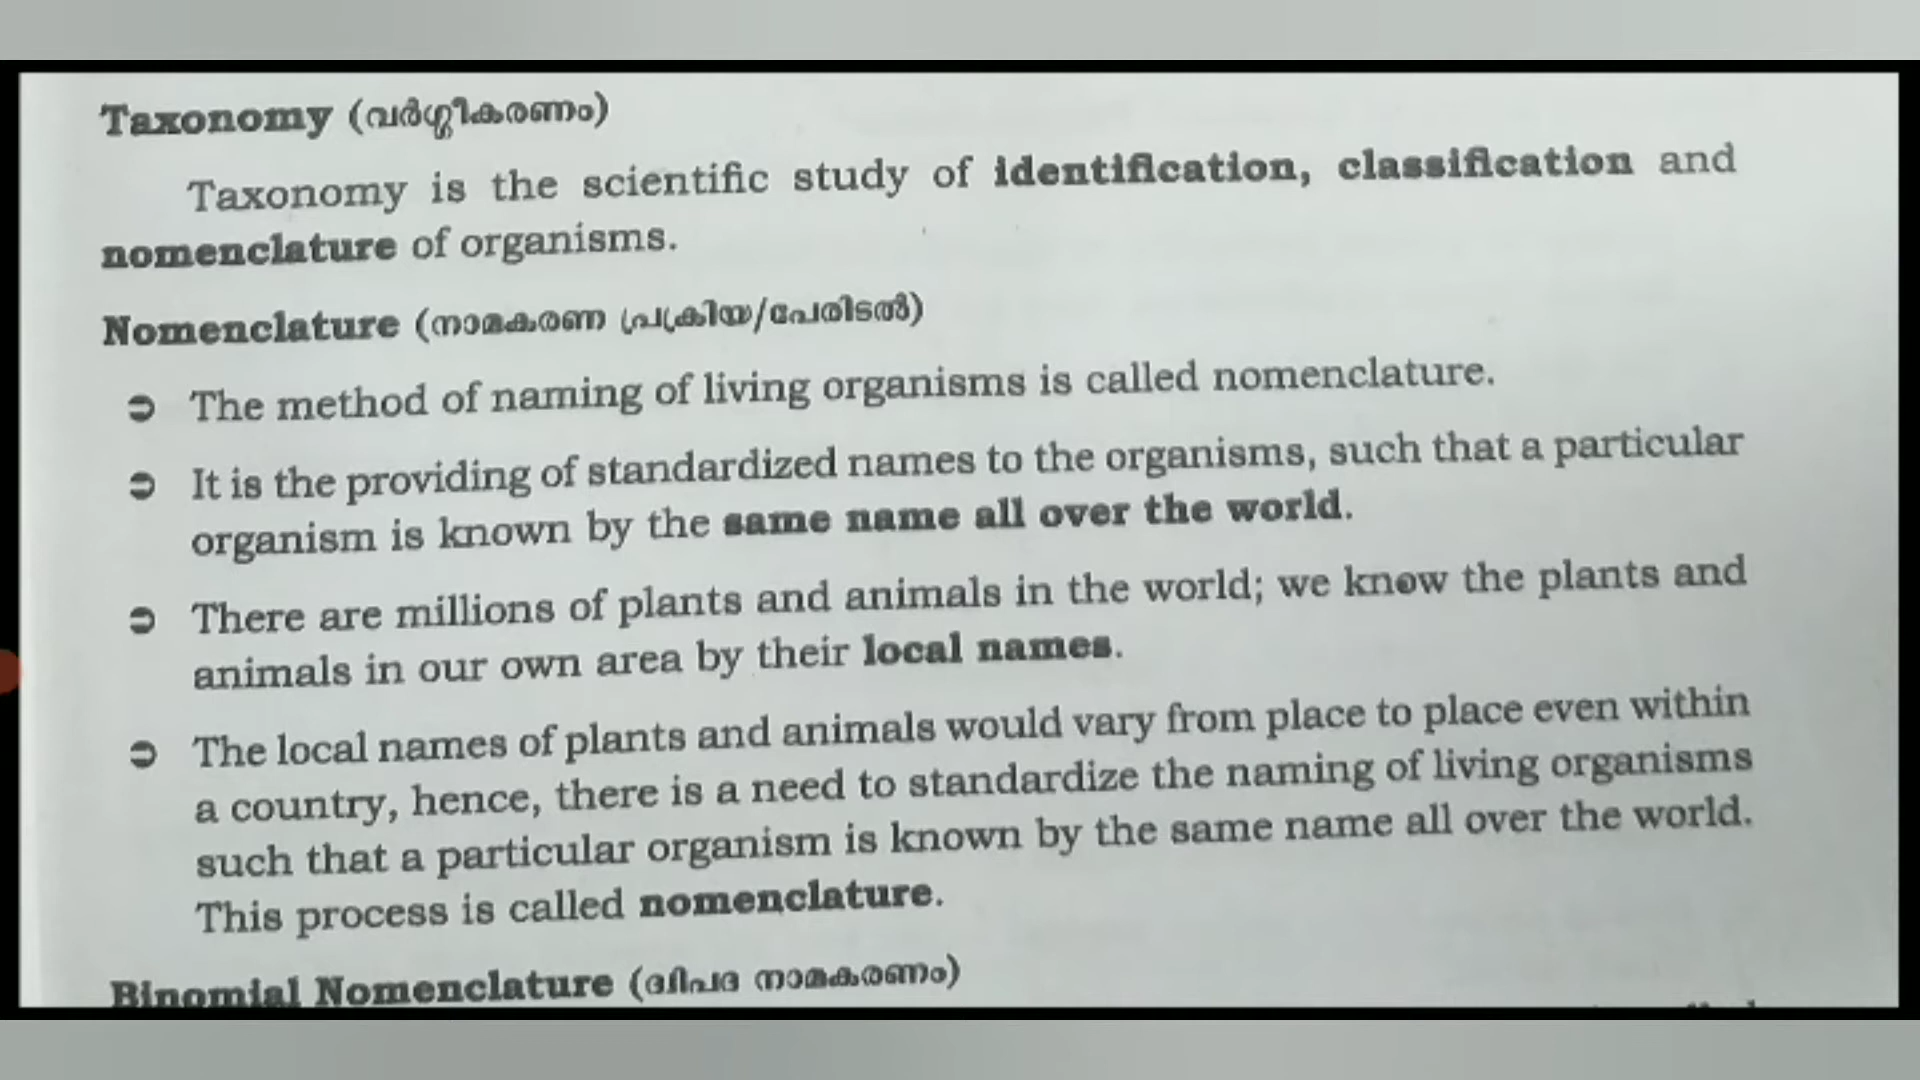 Taxonomy (വർഗ്ഗീകരണം)
Taxonomy is the scientific study of identification, classification and
nomenclature of organisms.
Nomenclature (നാമകരണ പ്രക്രിയ/പേരിടൽ)
➲ The method of naming of living organisms is called nomenclature.
➲ It is the providing of standardized names to the organisms, such that a particular
organism is known by the same name all over the world.
➲ There are millions of plants and animals in the world; we know the plants and
animals in our own area by their local names.
➲ The local names of plants and animals would vary from place to place even within
a country, hence, there is a need to standardize the naming of living organisms
such that a particular organism is known by the same name all over the world.
This process is called nomenclature.
Binomial Nomenclature (ദ്വിപദ നാമകരണം)